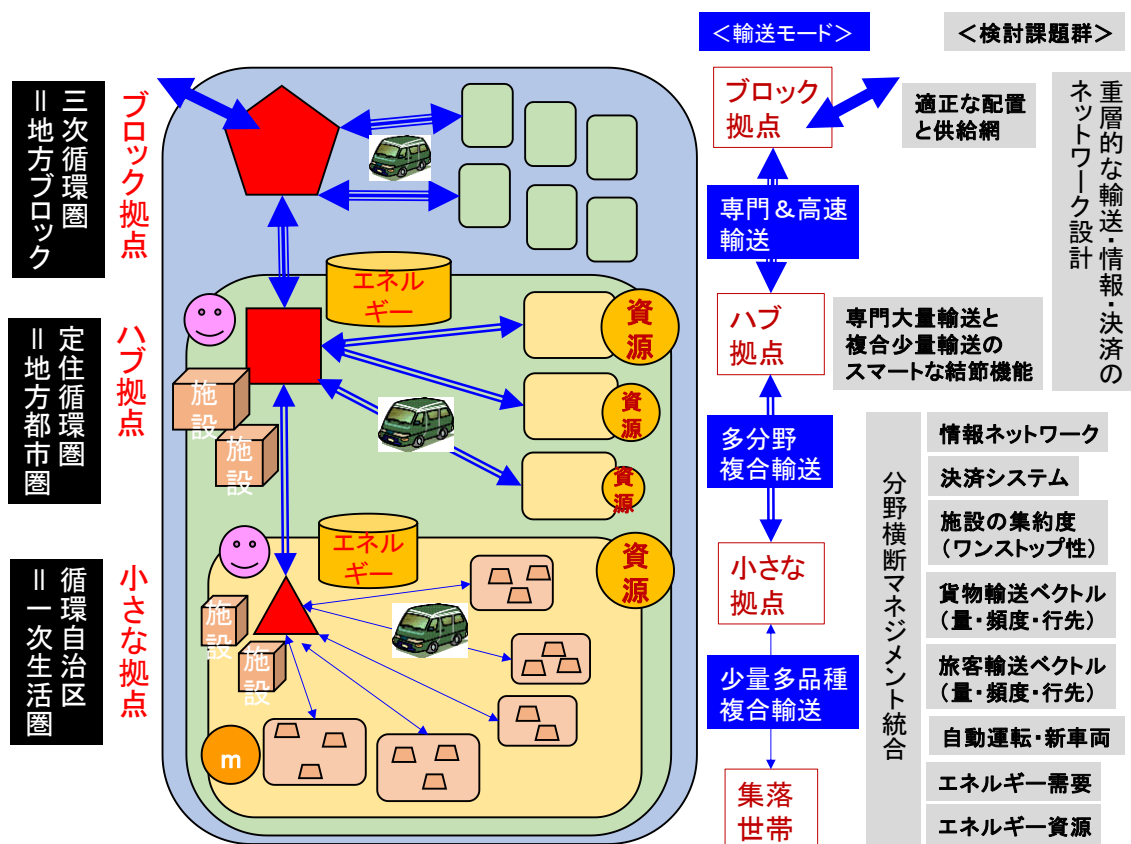 <輸送モード>
<検討課題群>
三次循環圏
=地方ブロック
ブロック拠点
定住循環圏
=地方都市圏
ハブ拠点
循環自治区
=一次生活圏
小さな拠点
エネル
ギー
資
源
資
源
資
源
施
設
施
設
エネル
ギー
資
源
施
設
施
設
m
ブロック
拠点
専門&高速
輸送
ハブ
拠点
多分野
複合輸送
小さな
拠点
少量多品種
複合輸送
集落
世帯
適正な配置
と供給網
重層的な輸送・情報・決済の
ネットワーク設計
専門大量輸送と
複合少量輸送の
スマートな結節機能
分野横断マネジメント統合
情報ネットワーク
決済システム
施設の集約度
(ワンストップ性)
貨物輸送ベクトル
(量・頻度・行先)
旅客輸送ベクトル
(量・頻度・行先)
自動運転・新車両
エネルギー需要
エネルギー資源